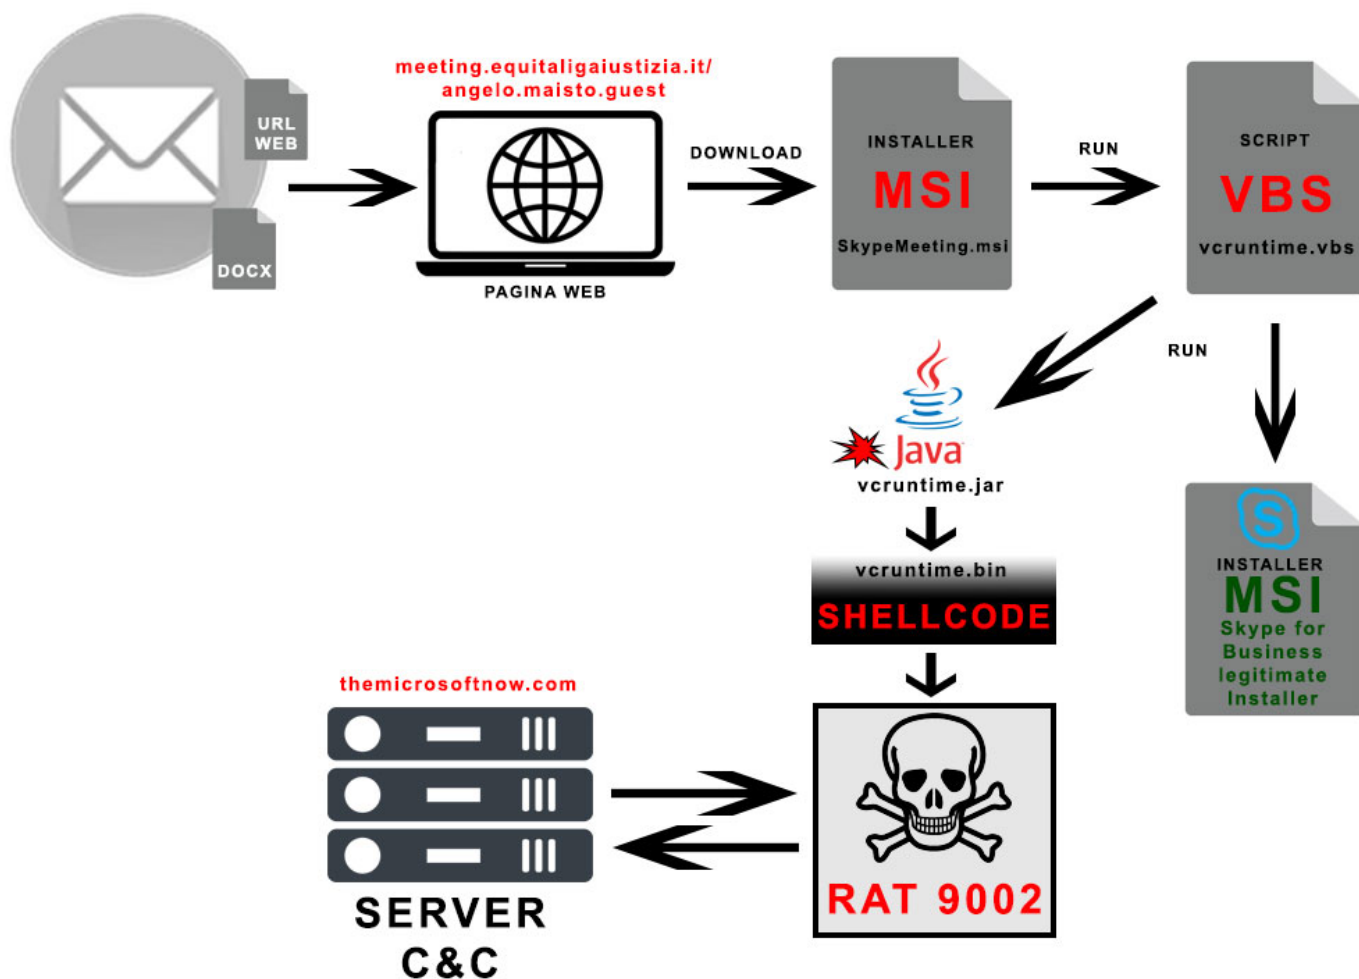 URL
WEB
DOCX
meeting.equitaligaiustizia.it/
angelo.maisto.guest
PAGINA WEB
DOWNLOAD
INSTALLER
MSI
SkypeMeeting.msi
RUN
SCRIPT
VBS
vcruntime.vbs
RUN
Java
vcruntime.jar
vcruntime.bin
SHELLCODE
S
INSTALLER
MSI
Skype for
Business
legitimate
Installer
themicrosoftnow.com
SERVER
C&C
RAT 9002